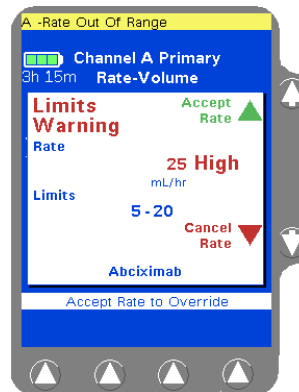 A -Rate Out Of Range
Channel A Primary
3h 15m Rate-Volume
Limits Warning
Accept Rate
Rate
25 High
mL/hr
Limits
5-20
Cancel Rate
Abciximab
Accept Rate to Override